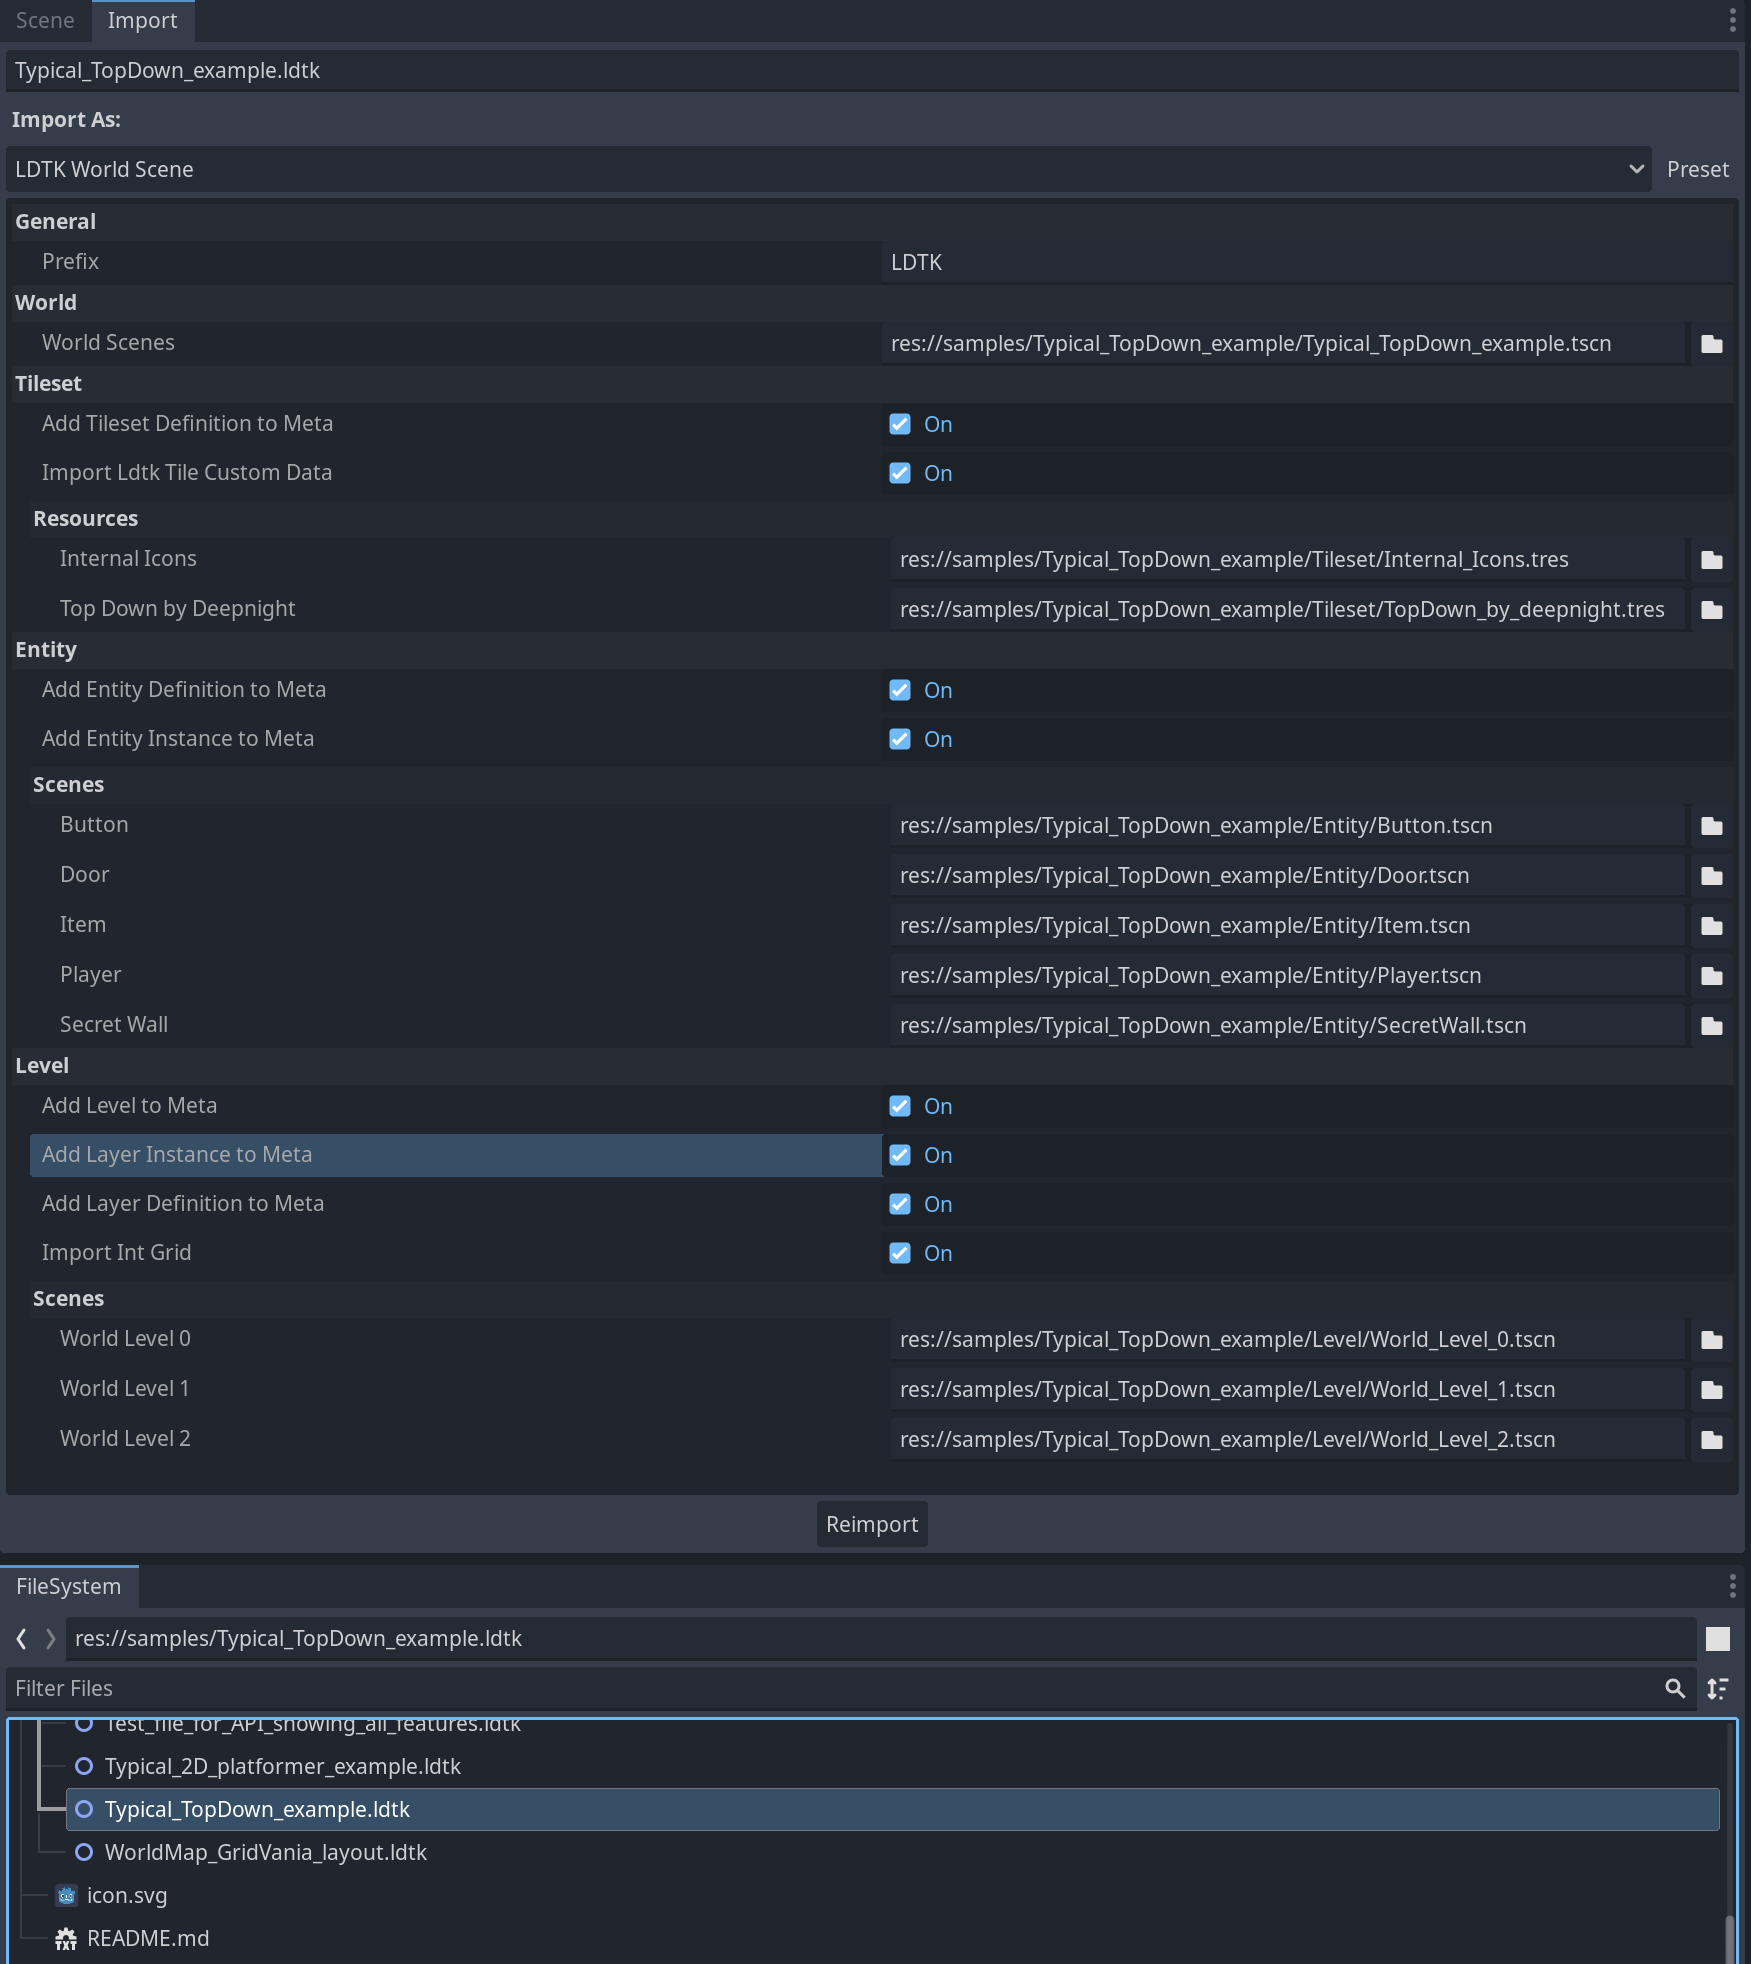 Scene Import
Typical_TopDown_example.ldtk
Import As:
LDTK World Scene Preset
General
Prefix LDTK
World
World Scenes res://samples/Typical_TopDown_example/Typical_TopDown_example.tscn
Tileset
Add Tileset Definition to Meta On
Import Ldtk Tile Custom Data On
Resources
Internal Icons res://samples/Typical_TopDown_example/Tileset/Internal_Icons.tres
Top Down by Deepnight res://samples/Typical_TopDown_example/Tileset/TopDown_by_deepnight.tres
Entity
Add Entity Definition to Meta On
Add Entity Instance to Meta On
Scenes
Button res://samples/Typical_TopDown_example/Entity/Button.tscn
Door res://samples/Typical_TopDown_example/Entity/Door.tscn
Item res://samples/Typical_TopDown_example/Entity/Item.tscn
Player res://samples/Typical_TopDown_example/Entity/Player.tscn
Secret Wall res://samples/Typical_TopDown_example/Entity/SecretWall.tscn
Level
Add Level to Meta On
Add Layer Instance to Meta On
Add Layer Definition to Meta On
Import Int Grid On
Scenes
World Level 0 res://samples/Typical_TopDown_example/Level/World_Level_0.tscn
World Level 1 res://samples/Typical_TopDown_example/Level/World_Level_1.tscn
World Level 2 res://samples/Typical_TopDown_example/Level/World_Level_2.tscn
Reimport
FileSystem
res://samples/Typical_TopDown_example.ldtk
Filter Files
Test_file_for_API_showing_all_features.ldtk
Typical_2D_platformer_example.ldtk
Typical_TopDown_example.ldtk
WorldMap_GridVania_layout.ldtk
icon.svg
README.md